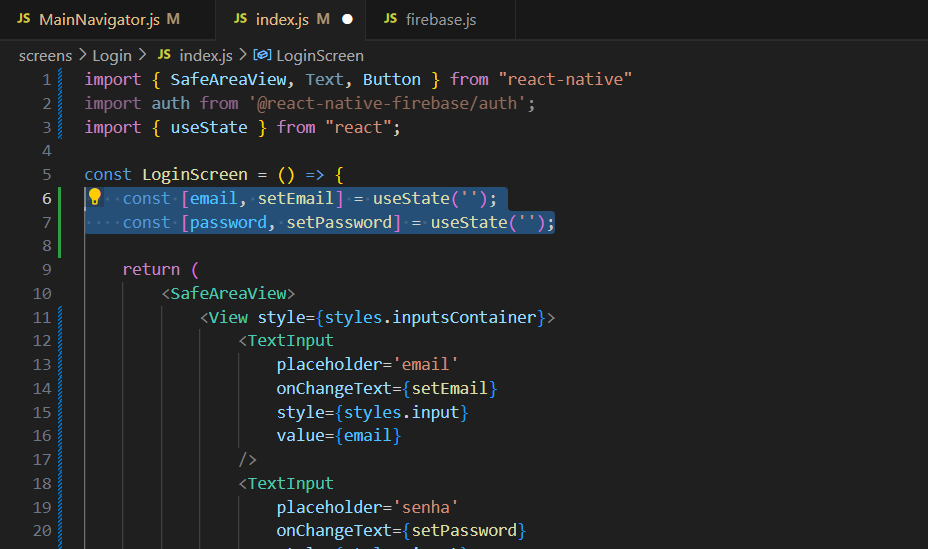 JS MainNavigator.js M JS index.js M JS firebase.js
screens > Login > JS index.js > LoginScreen
1 import { SafeAreaView, Text, Button } from "react-native"
2 import auth from '@react-native-firebase/auth';
3 import { useState } from "react";
4
5 const LoginScreen = () => {
6 const [email, setEmail] = useState('');
7 const [password, setPassword] = useState('');
8
9 return (
10 <SafeAreaView>
11 <View style={styles.inputsContainer}>
12 <TextInput
13 placeholder='email'
14 onChangeText={setEmail}
15 style={styles.input}
16 value={email}
17 />
18 <TextInput
19 placeholder='senha'
20 onChangeText={setPassword}